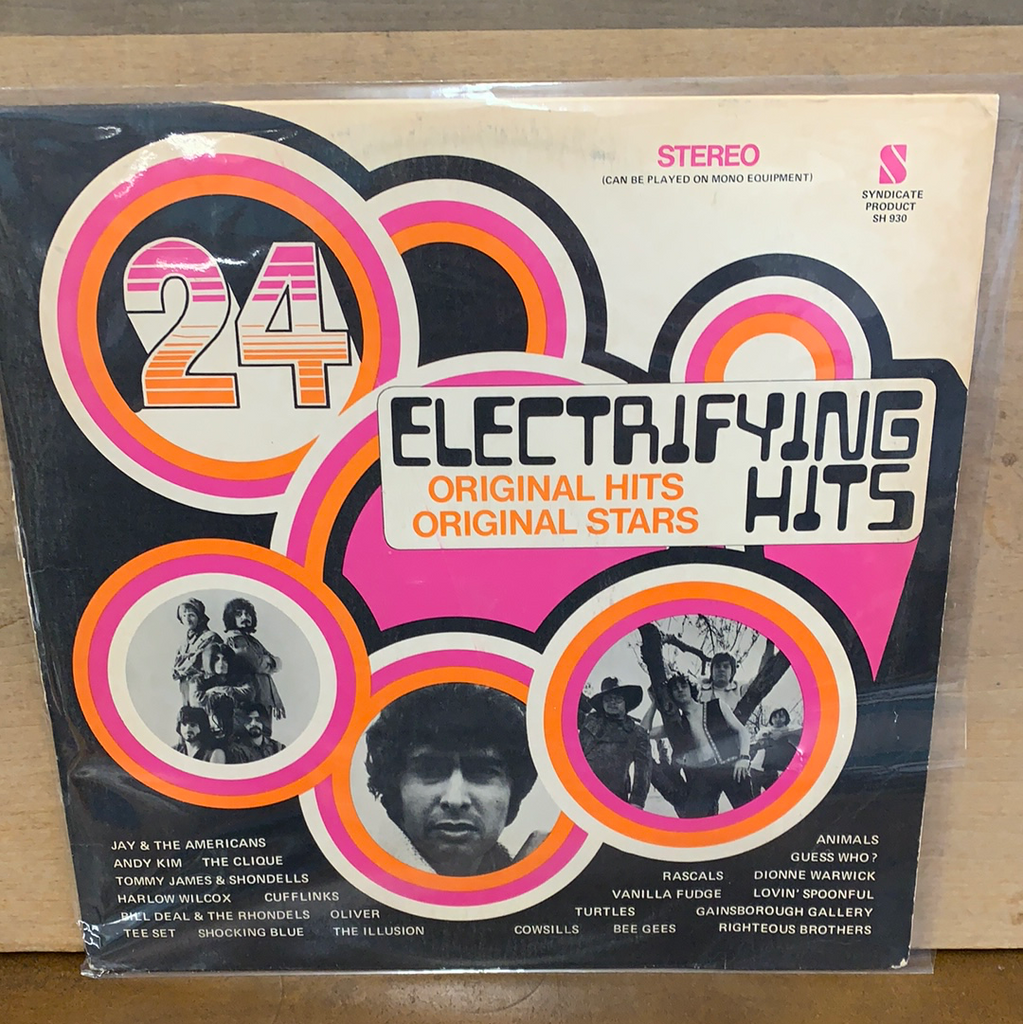 STEREO
(CAN BE PLAYED ON MONO EQUIPMENT)
S
SYNDICATE
PRODUCT
SH 930
24
ELECTRIFYING
HITS
ORIGINAL HITS
ORIGINAL STARS
JAY & THE AMERICANS
ANDY KIM THE CLIQUE
TOMMY JAMES & SHONDELLS
HARLOW WILCOX CUFFLINKS
BILL DEAL & THE RHONDELS OLIVER
TEE SET SHOCKING BLUE THE ILLUSION
ANIMALS
GUESS WHO?
RASCALS DIONNE WARWICK
VANILLA FUDGE LOVIN' SPOONFUL
TURTLES GAINSBOROUGH GALLERY
COWSILLS BEE GEES RIGHTEOUS BROTHERS